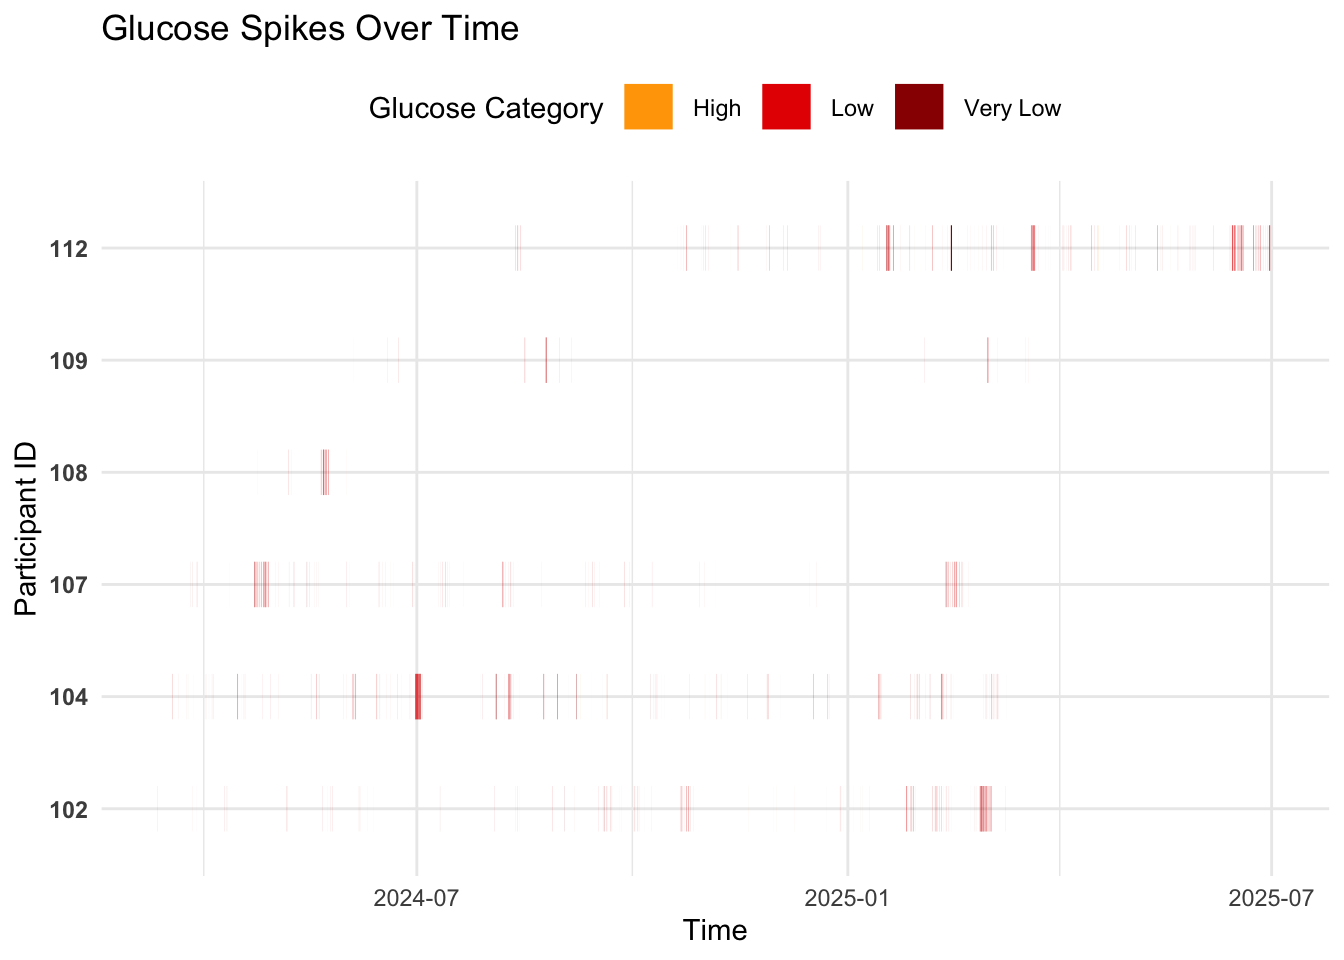 Glucose Spikes Over Time
Glucose Category High Low Very Low
112
109
108
107
104
102
Participant ID
2024-07 2025-01 2025-07
Time